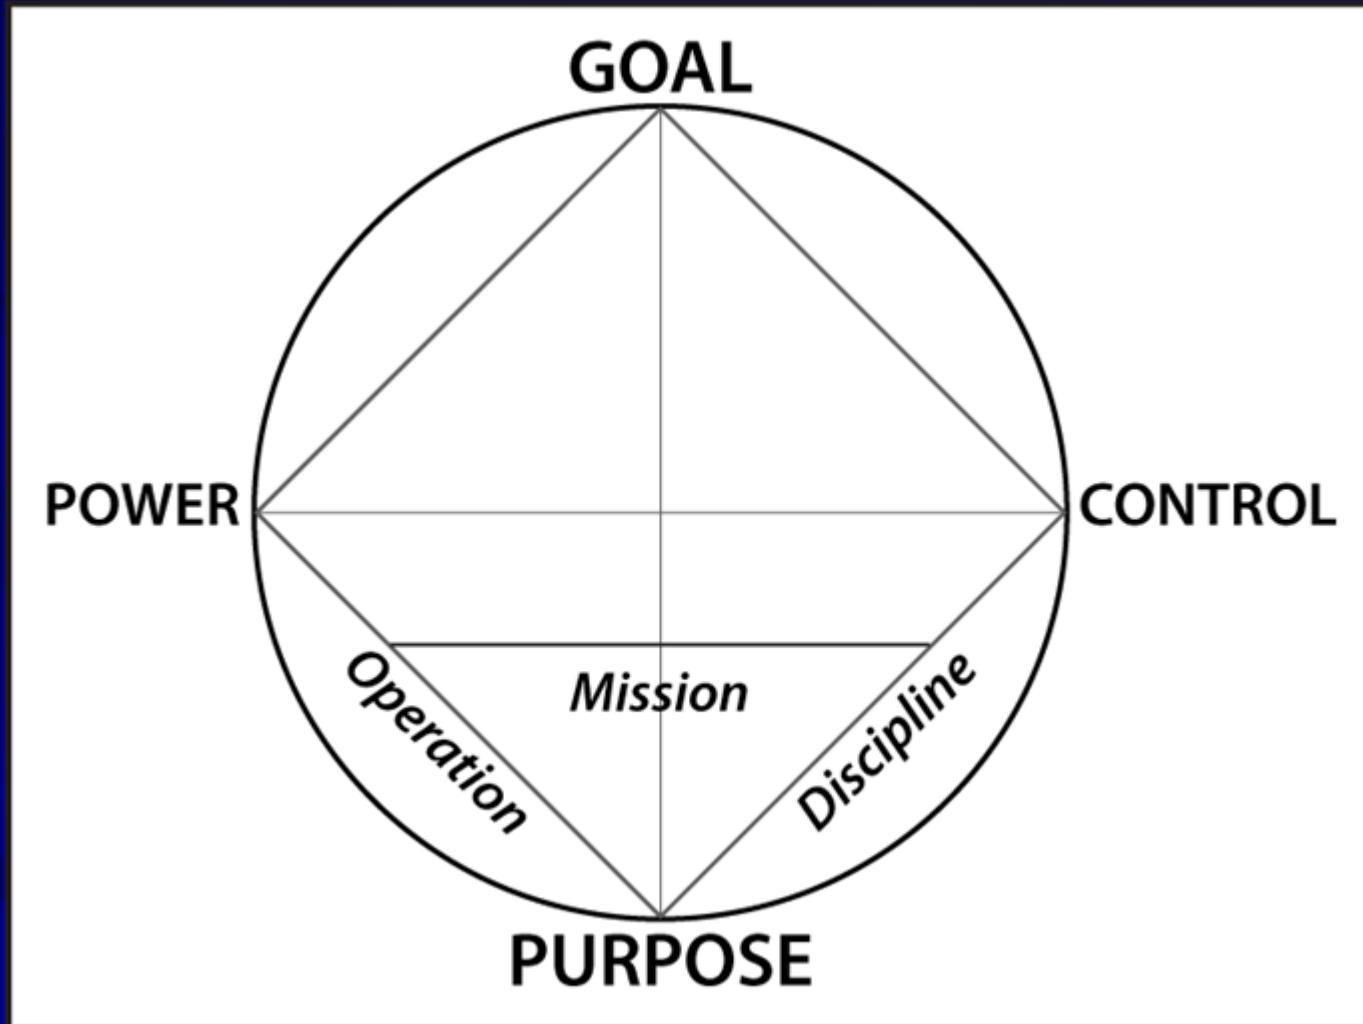 GOAL
POWER
CONTROL
Mission
Operation
Discipline
PURPOSE